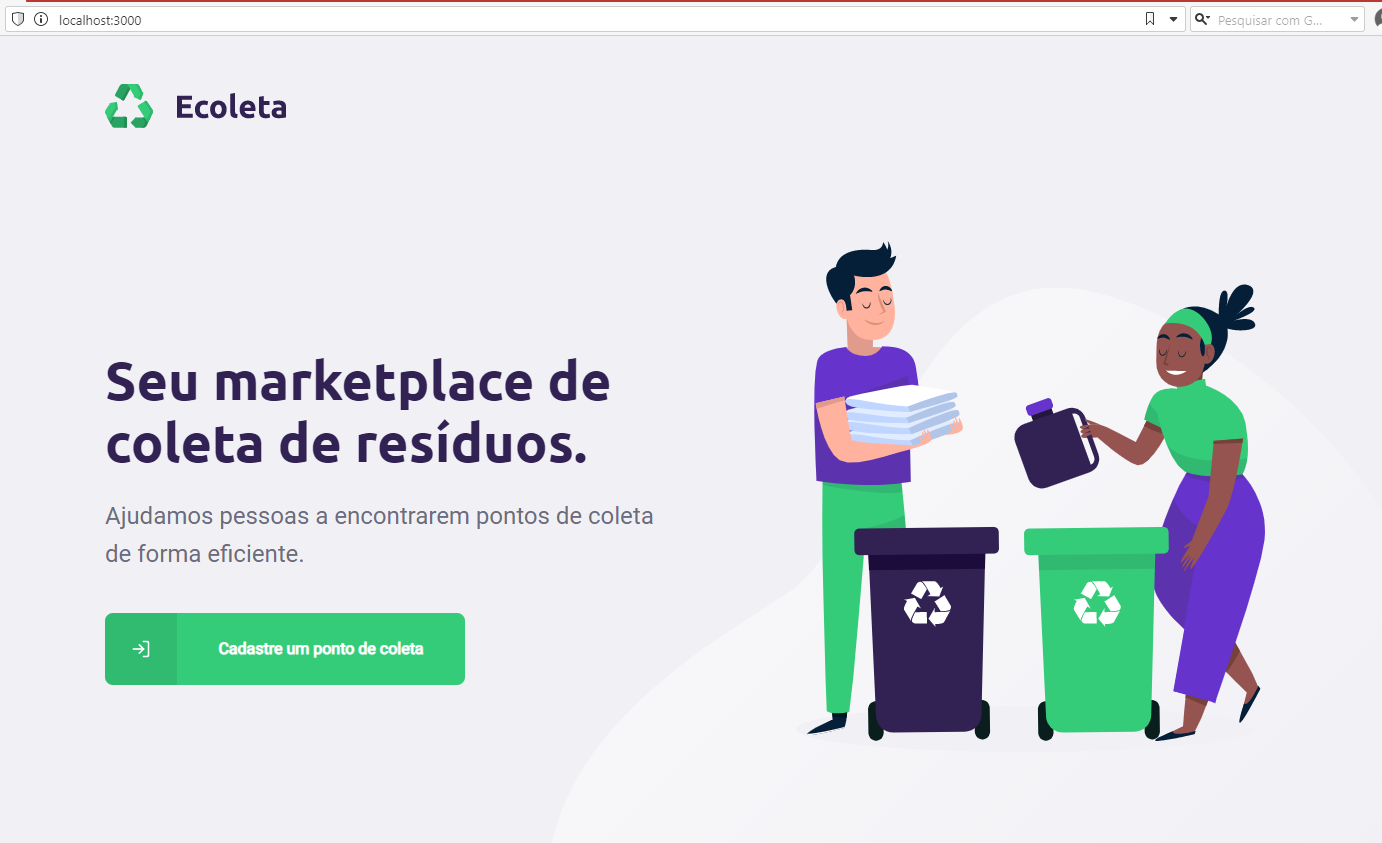 localhost:3000
Pesquisar com G...
Ecoleta
Seu marketplace de
coleta de resíduos.
Ajudamos pessoas a encontrarem pontos de coleta
de forma eficiente.
Cadastre um ponto de coleta